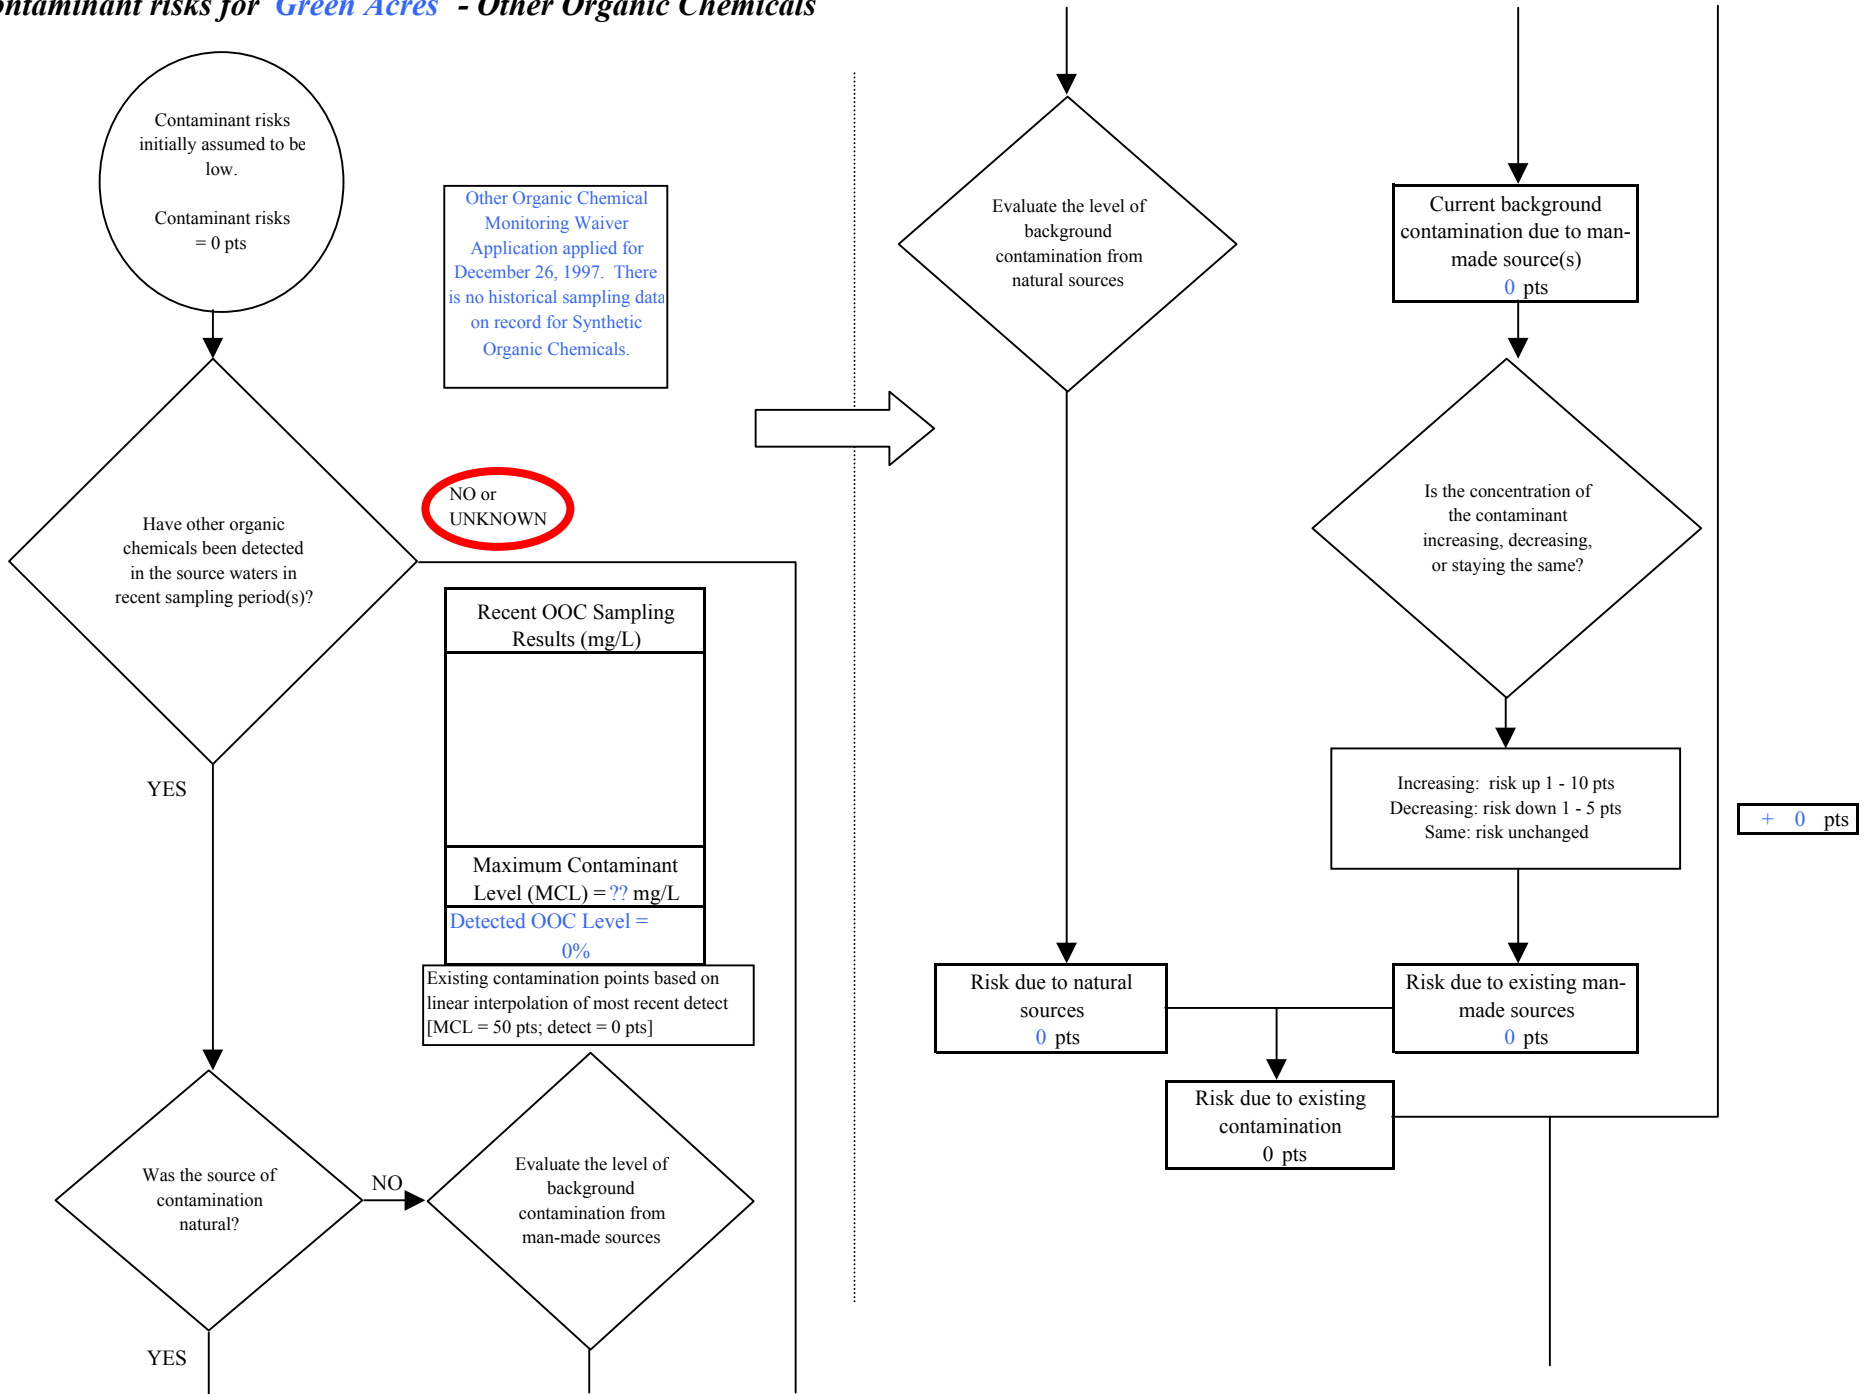 ontaminant risks for Green Acres - Other Organic Chemicals
Contaminant risks
initially assumed to be
low.
Contaminant risks
= 0 pts
Other Organic Chemical
Monitoring Waiver
Application applied for
December 26, 1997. There
is no historical sampling data
on record for Synthetic
Organic Chemicals.
NO or
UNKNOWN
Have other organic
chemicals been detected
in the source waters in
recent sampling period(s)?
Recent OOC Sampling
Results (mg/L)
YES
Maximum Contaminant
Level (MCL) = ?? mg/L
Detected OOC Level =
0%
Existing contamination points based on
linear interpolation of most recent detect
[MCL = 50 pts; detect = 0 pts]
Was the source of
contamination
natural?
NO
Evaluate the level of
background
contamination from
man-made sources
YES
Evaluate the level of
background
contamination from
natural sources
Current background
contamination due to man-
made source(s)
0 pts
Is the concentration of
the contaminant
increasing, decreasing,
or staying the same?
Increasing: risk up 1 - 10 pts
Decreasing: risk down 1 - 5 pts
Same: risk unchanged
+ 0 pts
Risk due to natural
sources
0 pts
Risk due to existing man-
made sources
0 pts
Risk due to existing
contamination
0 pts